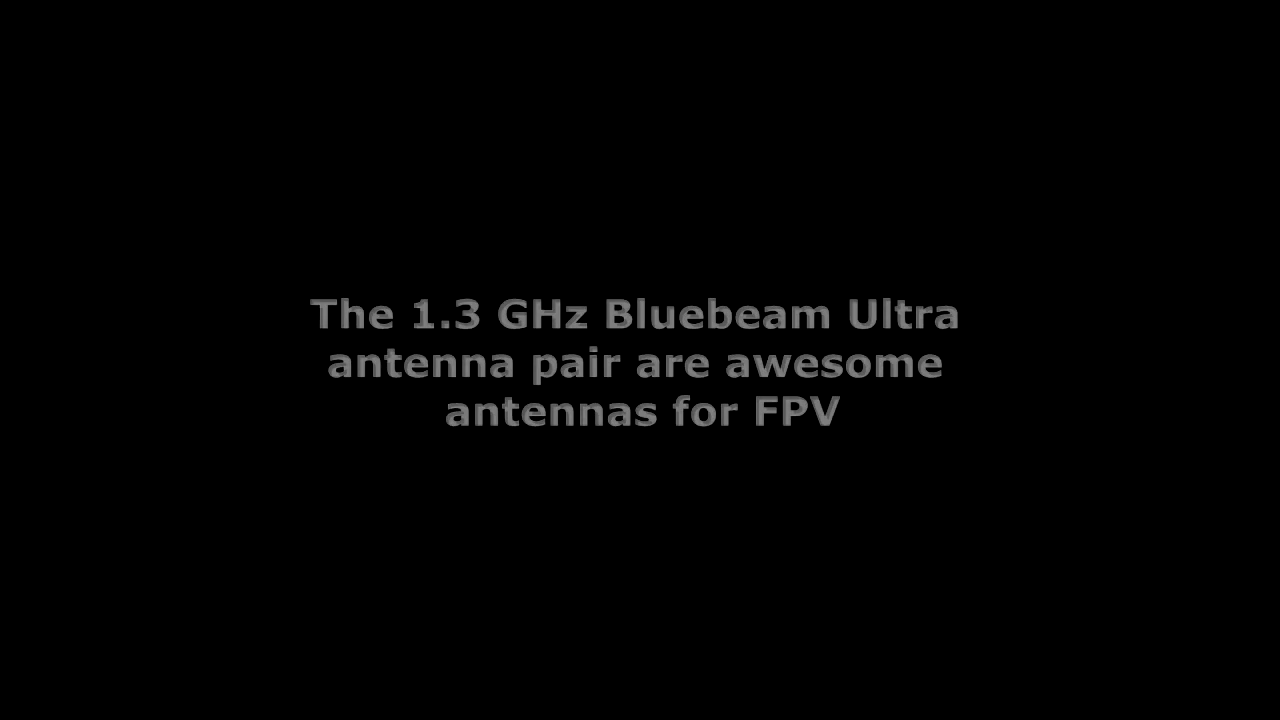 The 1.3 GHz Bluebeam Ultra
antenna pair are awesome
antennas for FPV